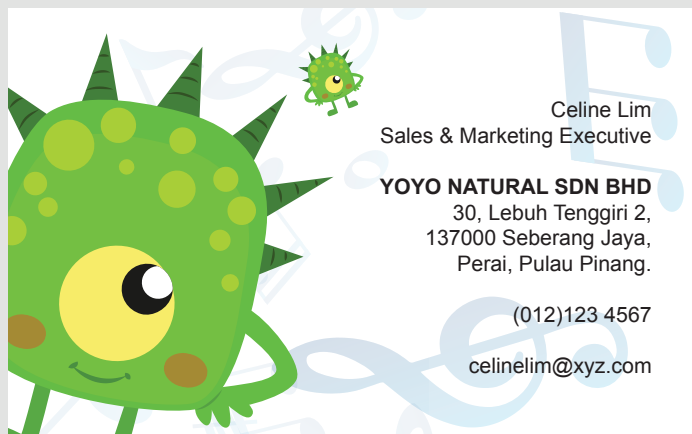 Celine Lim
Sales & Marketing Executive
YOYO NATURAL SDN BHD
30, Lebuh Tenggiri 2,
137000 Seberang Jaya,
Perai, Pulau Pinang.
(012)123 4567
celinelim@xyz.com